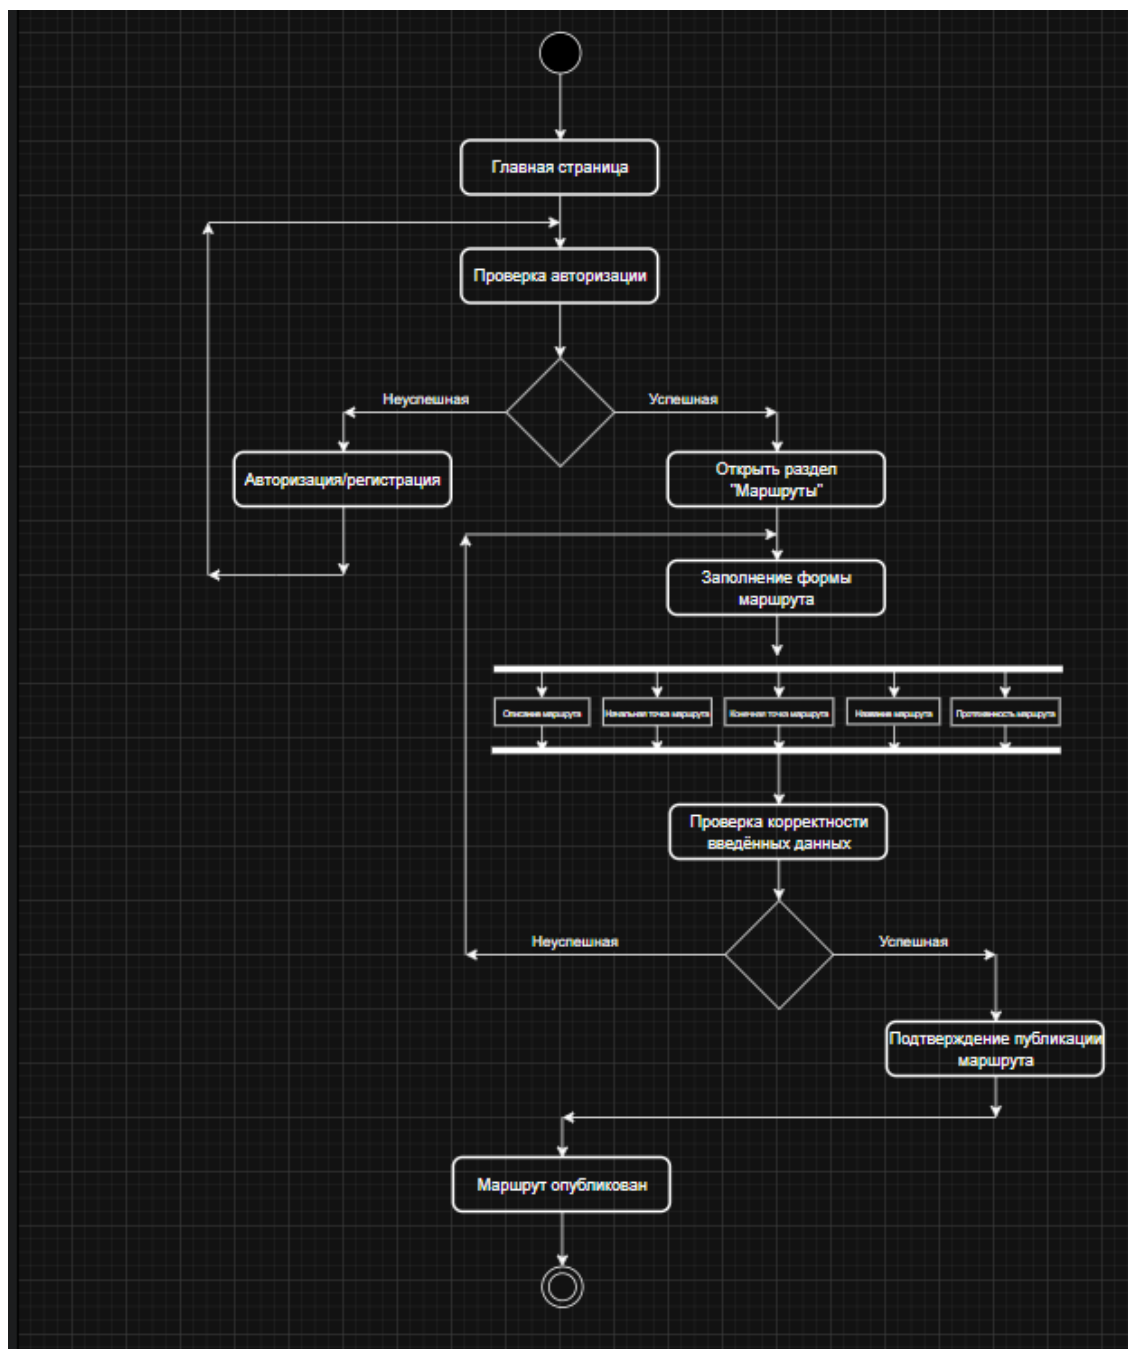 Главная страница
Проверка авторизации
Неуспешная
Успешная
Авторизация/регистрация
Открыть раздел
"Маршруты"
Заполнение формы
маршрута
Описание маршрута
Начальная точка маршрута
Конечная точка маршрута
Название маршрута
Протяженность маршрута
Проверка корректности
введённых данных
Неуспешная
Успешная
Подтверждение публикации
маршрута
Маршрут опубликован